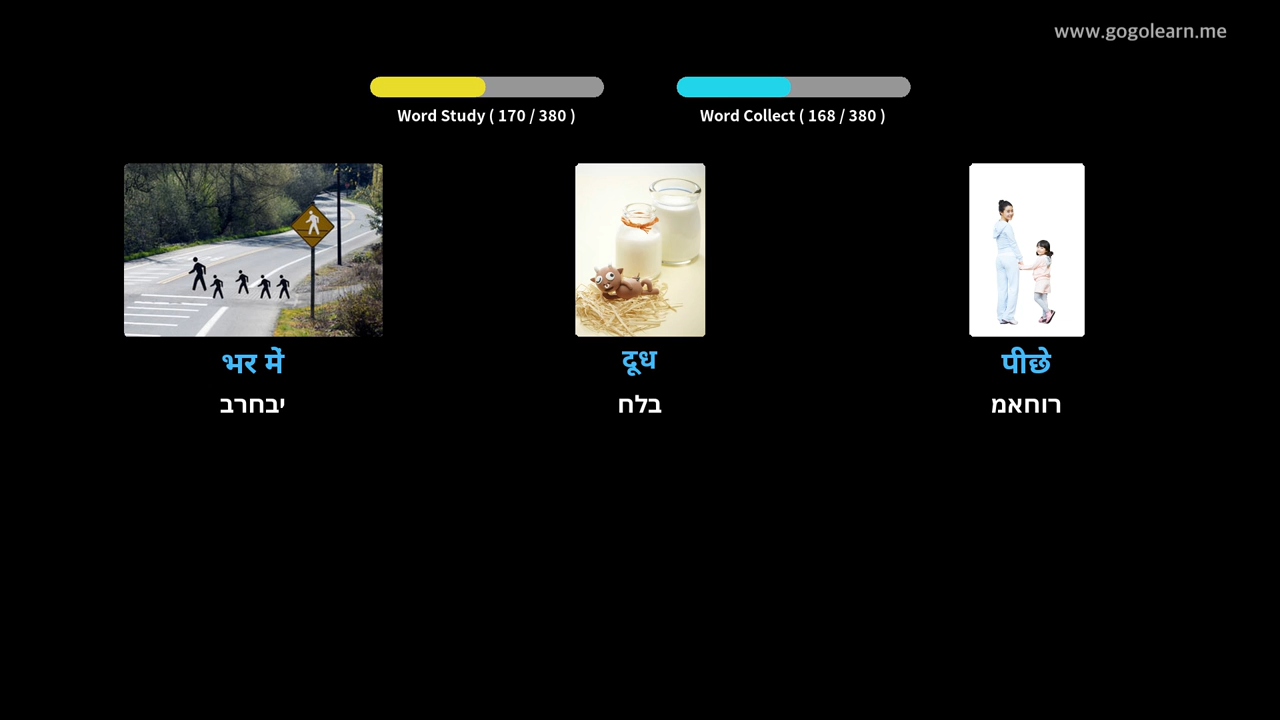 www.gogolearn.me
Word Study ( 170 / 380 )
Word Collect ( 168 / 380 )
भर में
दूध
पीछे
יבחרב
בלח
רוחאמ